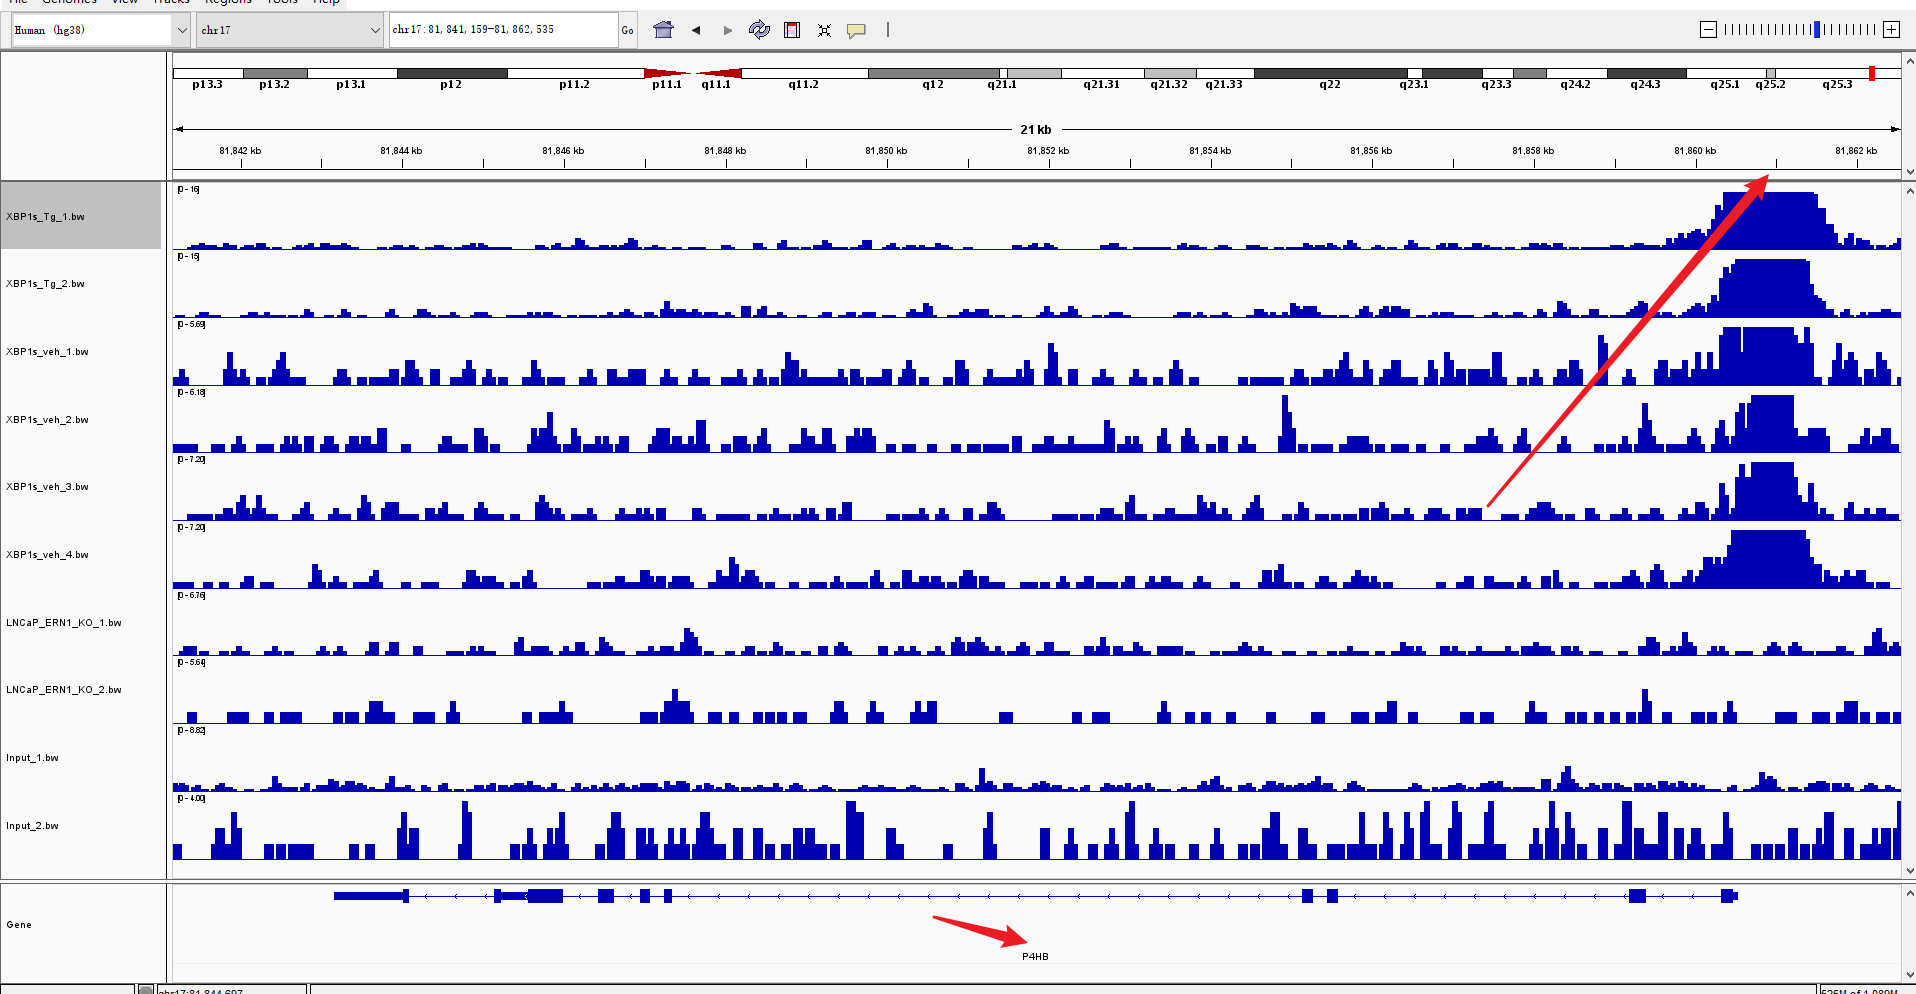 File Genomes View Tracks Regions Tools Help
Human (hg38) chr17 chr17:81,841,159-81,862,535 Go
p13.3 p13.2 p13.1 p12 p11.2 p11.1 q11.1 q11.2 q12 q21.1 q21.31 q21.32 q21.33 q22 q23.1 q23.3 q24.2 q24.3 q25.1 q25.2 q25.3
21 kb
81,842 kb 81,844 kb 81,846 kb 81,848 kb 81,850 kb 81,852 kb 81,854 kb 81,856 kb 81,858 kb 81,860 kb 81,862 kb
[0 - 16]
XBP1s_Tg_1.bw
[0 - 15]
XBP1s_Tg_2.bw
[0 - 5.69]
XBP1s_veh_1.bw
[0 - 6.18]
XBP1s_veh_2.bw
[0 - 7.20]
XBP1s_veh_3.bw
[0 - 7.20]
XBP1s_veh_4.bw
[0 - 6.76]
LNCaP_ERN1_KO_1.bw
[0 - 5.64]
LNCaP_ERN1_KO_2.bw
[0 - 8.82]
Input_1.bw
[0 - 4.00]
Input_2.bw
Gene
P4HB
chr17:81,844,697 525M of 1,089M